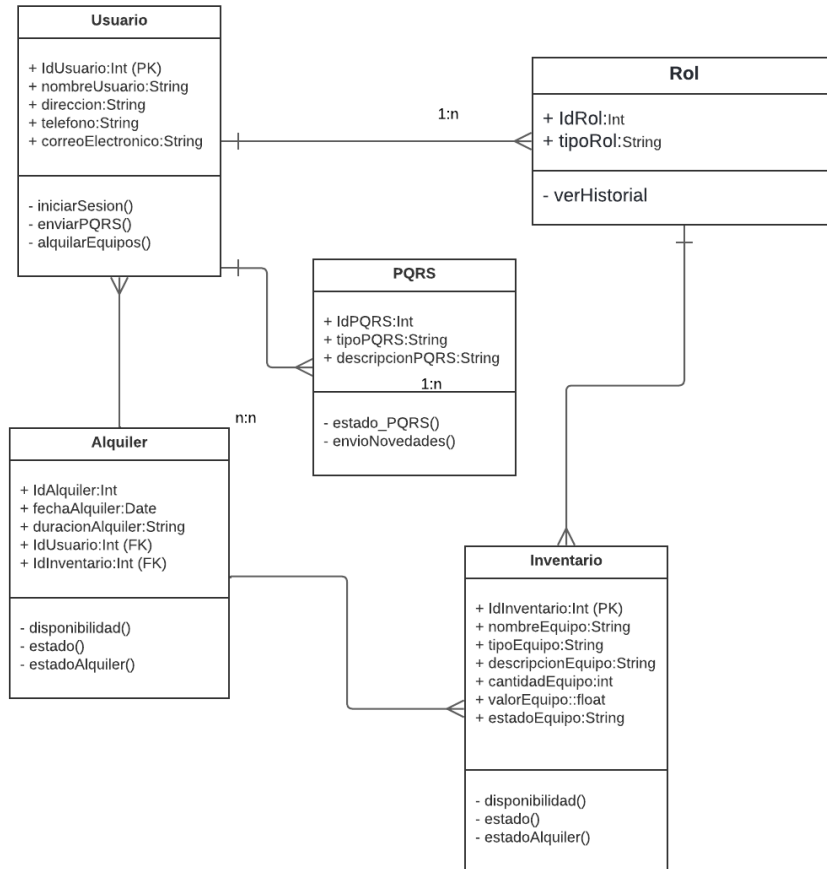 Usuario
+ IdUsuario:Int (PK)
+ nombreUsuario:String
+ direccion:String
+ telefono:String
+ correoElectronico:String
- iniciarSesion()
- enviarPQRS()
- alquilarEquipos()
1:n
Rol
+ IdRol:Int
+ tipoRol:String
- verHistorial
PQRS
+ IdPQRS:Int
+ tipoPQRS:String
+ descripcionPQRS:String
1:n
- estado_PQRS()
- envioNovedades()
n:n
Alquiler
+ IdAlquiler:Int
+ fechaAlquiler:Date
+ duracionAlquiler:String
+ IdUsuario:Int (FK)
+ IdInventario:Int (FK)
- disponibilidad()
- estado()
- estadoAlquiler()
Inventario
+ IdInventario:Int (PK)
+ nombreEquipo:String
+ tipoEquipo:String
+ descripcionEquipo:String
+ cantidadEquipo:int
+ valorEquipo::float
+ estadoEquipo:String
- disponibilidad()
- estado()
- estadoAlquiler()